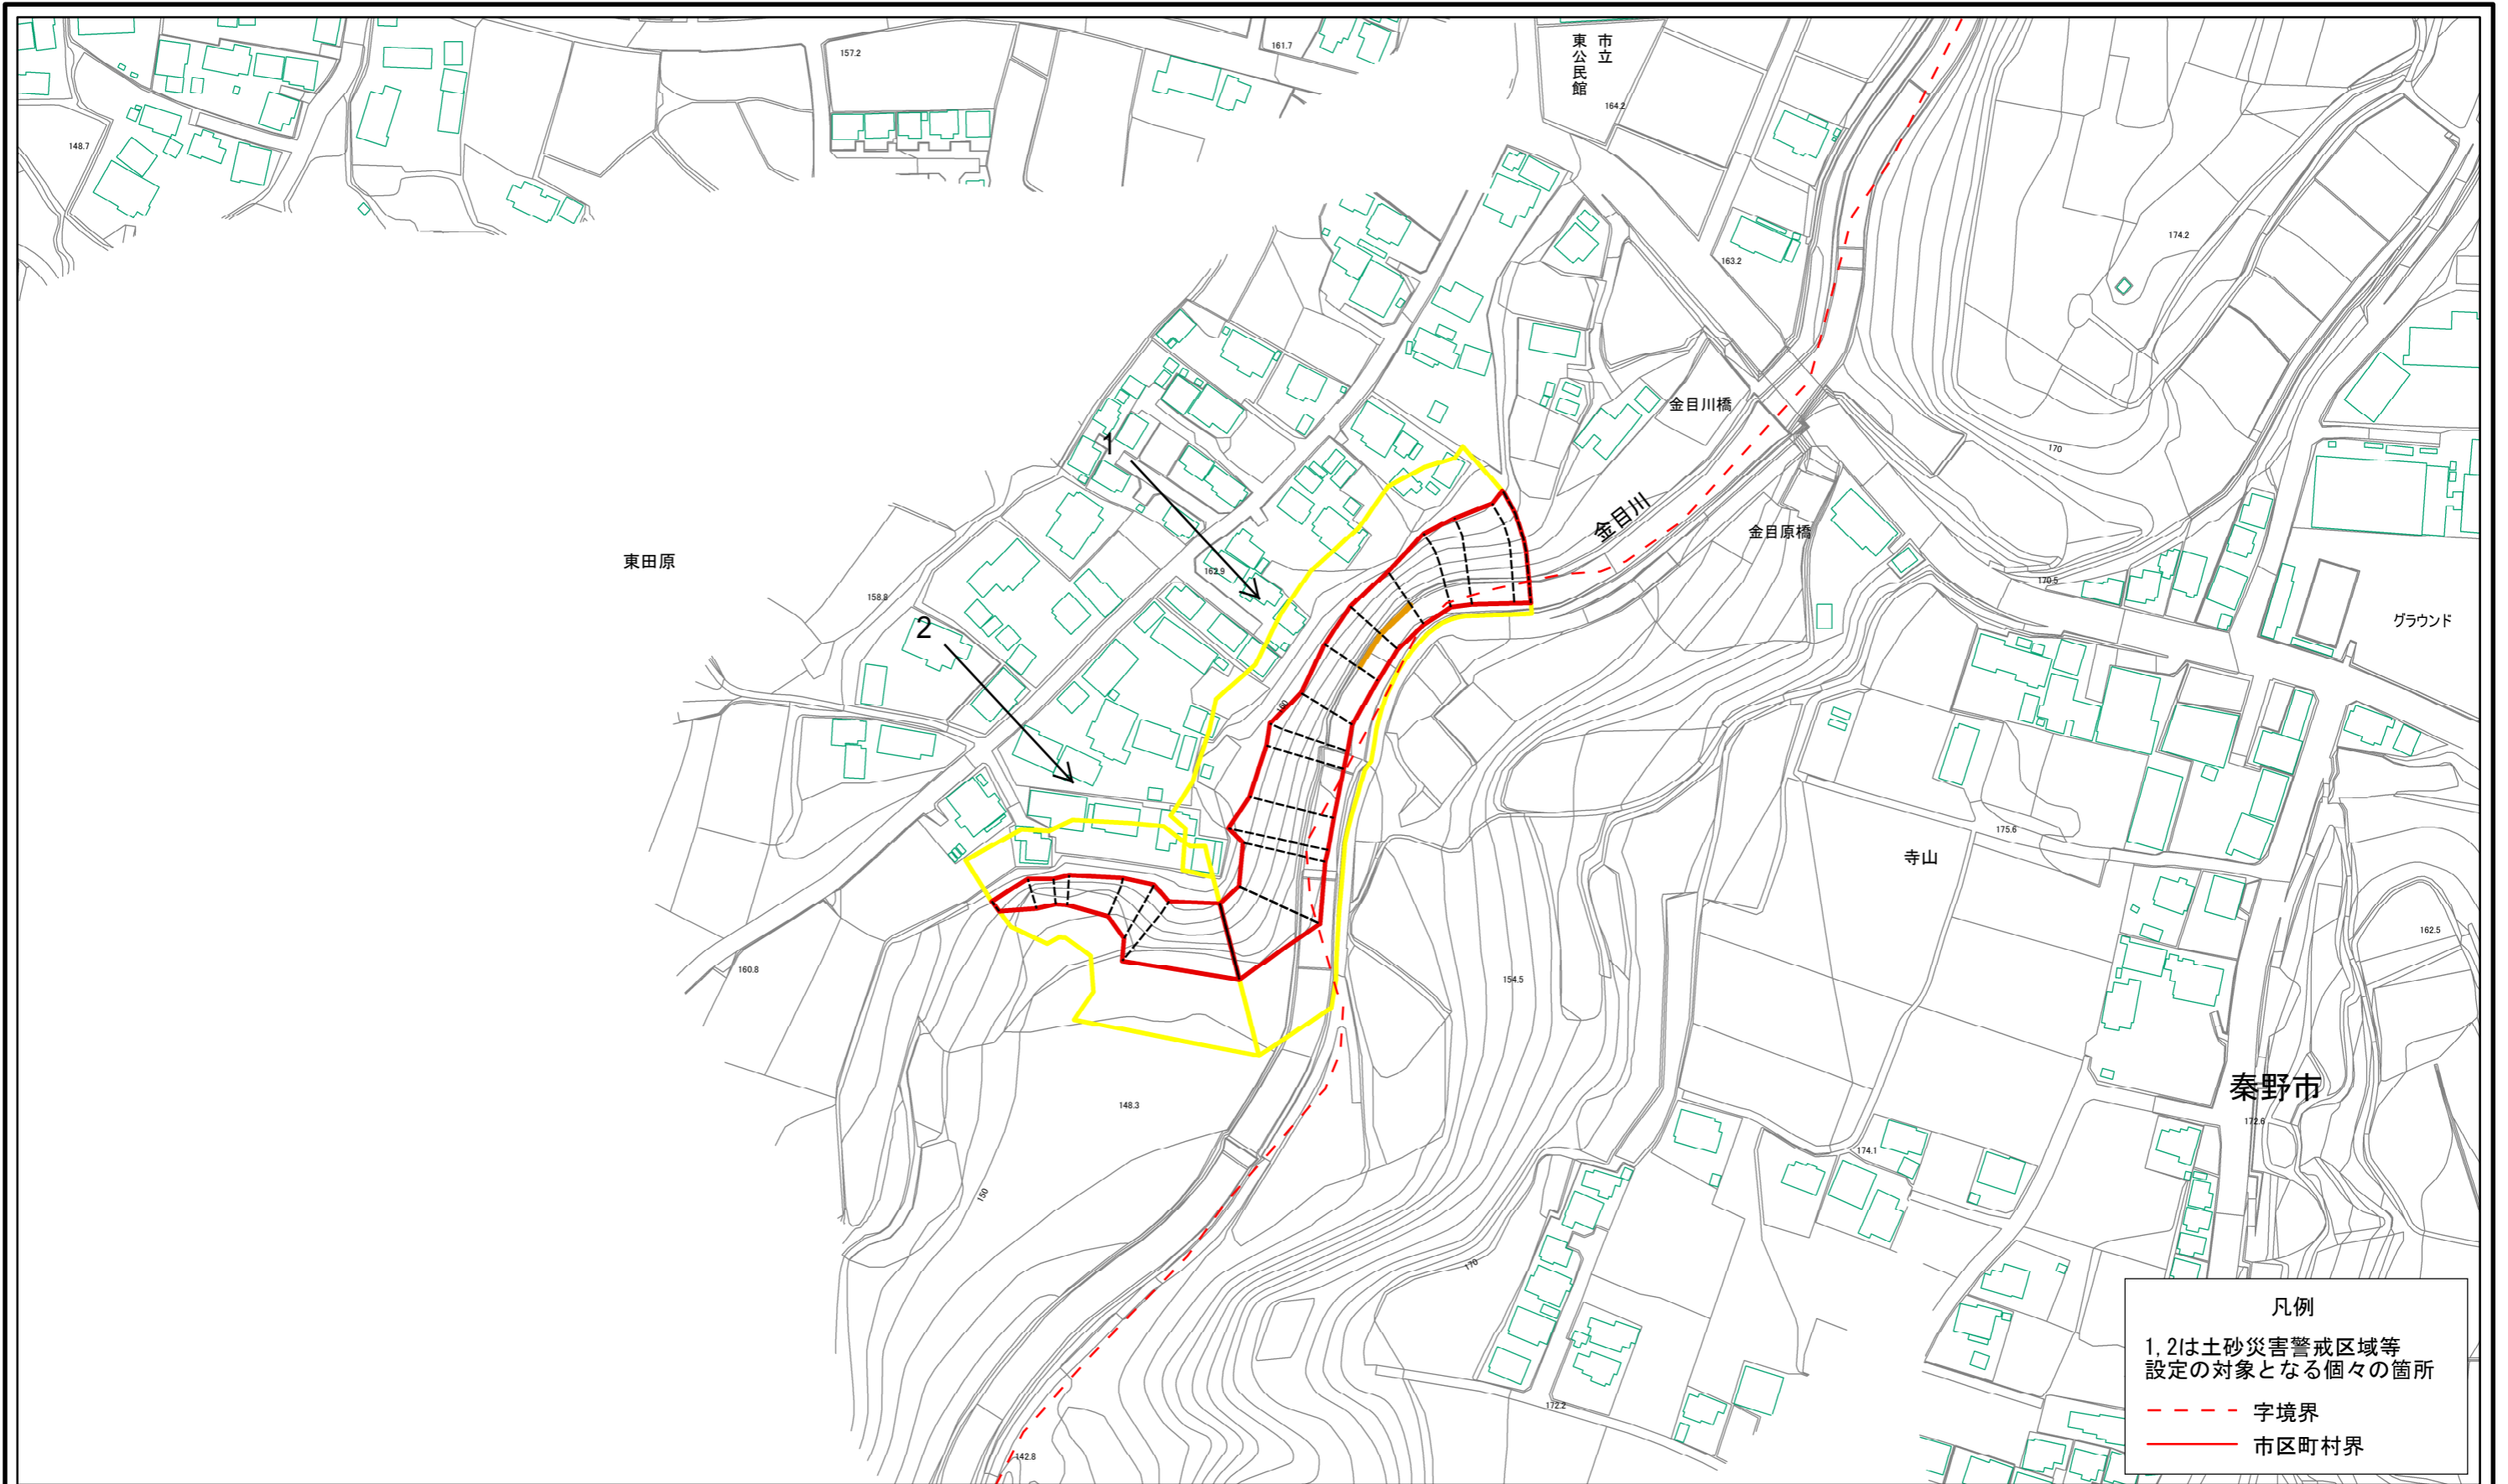 157.2
161.7
市立
東公民館
164.2
148.7
174.2
163.2
金目川橋
1
170
金目川
金目原橋
東田原
162.9
170.5
158.8
2
グラウンド
160
175.6
寺山
162.5
160.8
154.5
秦野市
148.3
172.6
174.1
150
170
172.2
142.8
凡例
1,2は土砂災害警戒区域等
設定の対象となる個々の箇所
字境界
市区町村界